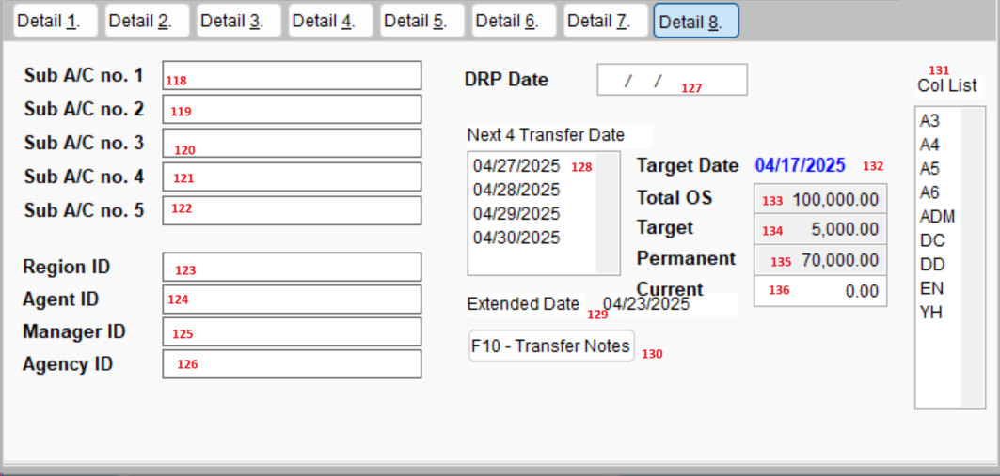 Detail 1. Detail 2. Detail 3. Detail 4. Detail 5. Detail 6. Detail 7. Detail 8.
Sub A/C no. 1 118
Sub A/C no. 2 119
Sub A/C no. 3 120
Sub A/C no. 4 121
Sub A/C no. 5 122
Region ID 123
Agent ID 124
Manager ID 125
Agency ID 126
DRP Date / / 127
Next 4 Transfer Date
04/27/2025 128
04/28/2025
04/29/2025
04/30/2025
Extended Date 04/23/2025
129
F10 - Transfer Notes 130
Target Date 04/17/2025 132
Total OS 133 100,000.00
Target 134 5,000.00
Permanent 135 70,000.00
Current 136 0.00
131
Col List
A3
A4
A5
A6
ADM
DC
DD
EN
YH